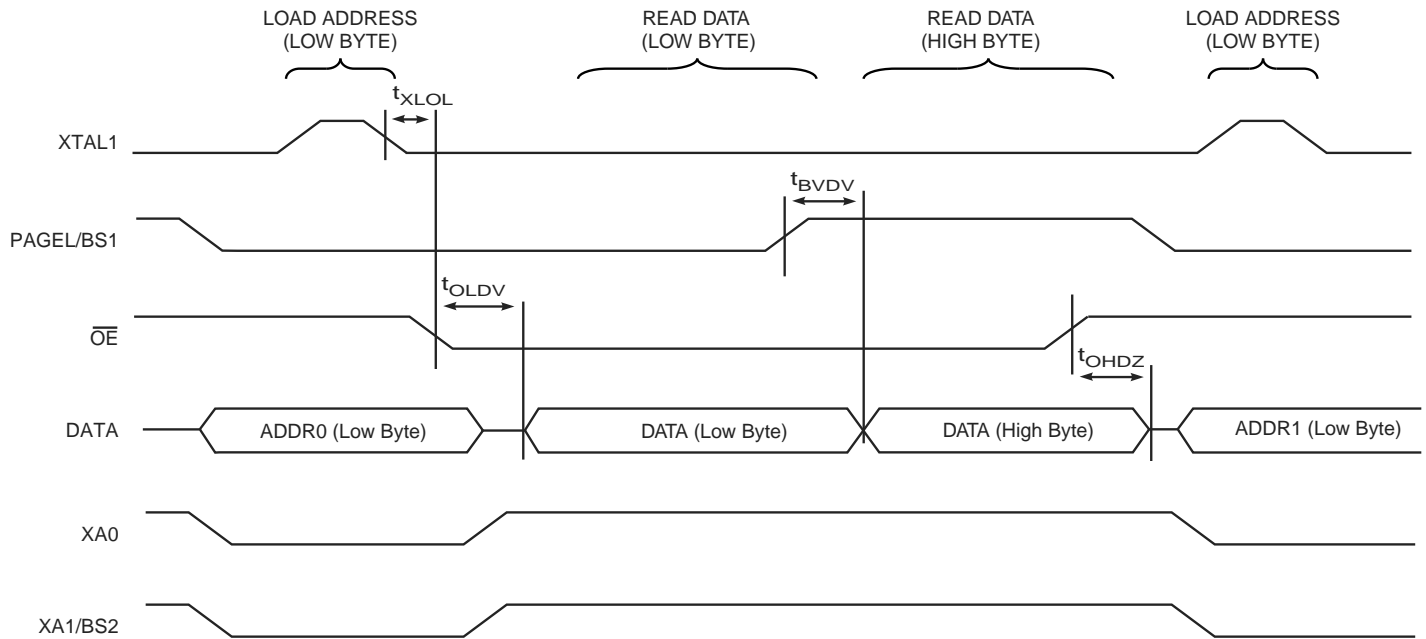 LOAD ADDRESS
(LOW BYTE)
READ DATA
(LOW BYTE)
READ DATA
(HIGH BYTE)
LOAD ADDRESS
(LOW BYTE)
tXLOL
XTAL1
tBVDV
PAGEL/BS1
tOLDV
OE
tOHDZ
DATA
ADDR0 (Low Byte)
DATA (Low Byte)
DATA (High Byte)
ADDR1 (Low Byte)
XA0
XA1/BS2